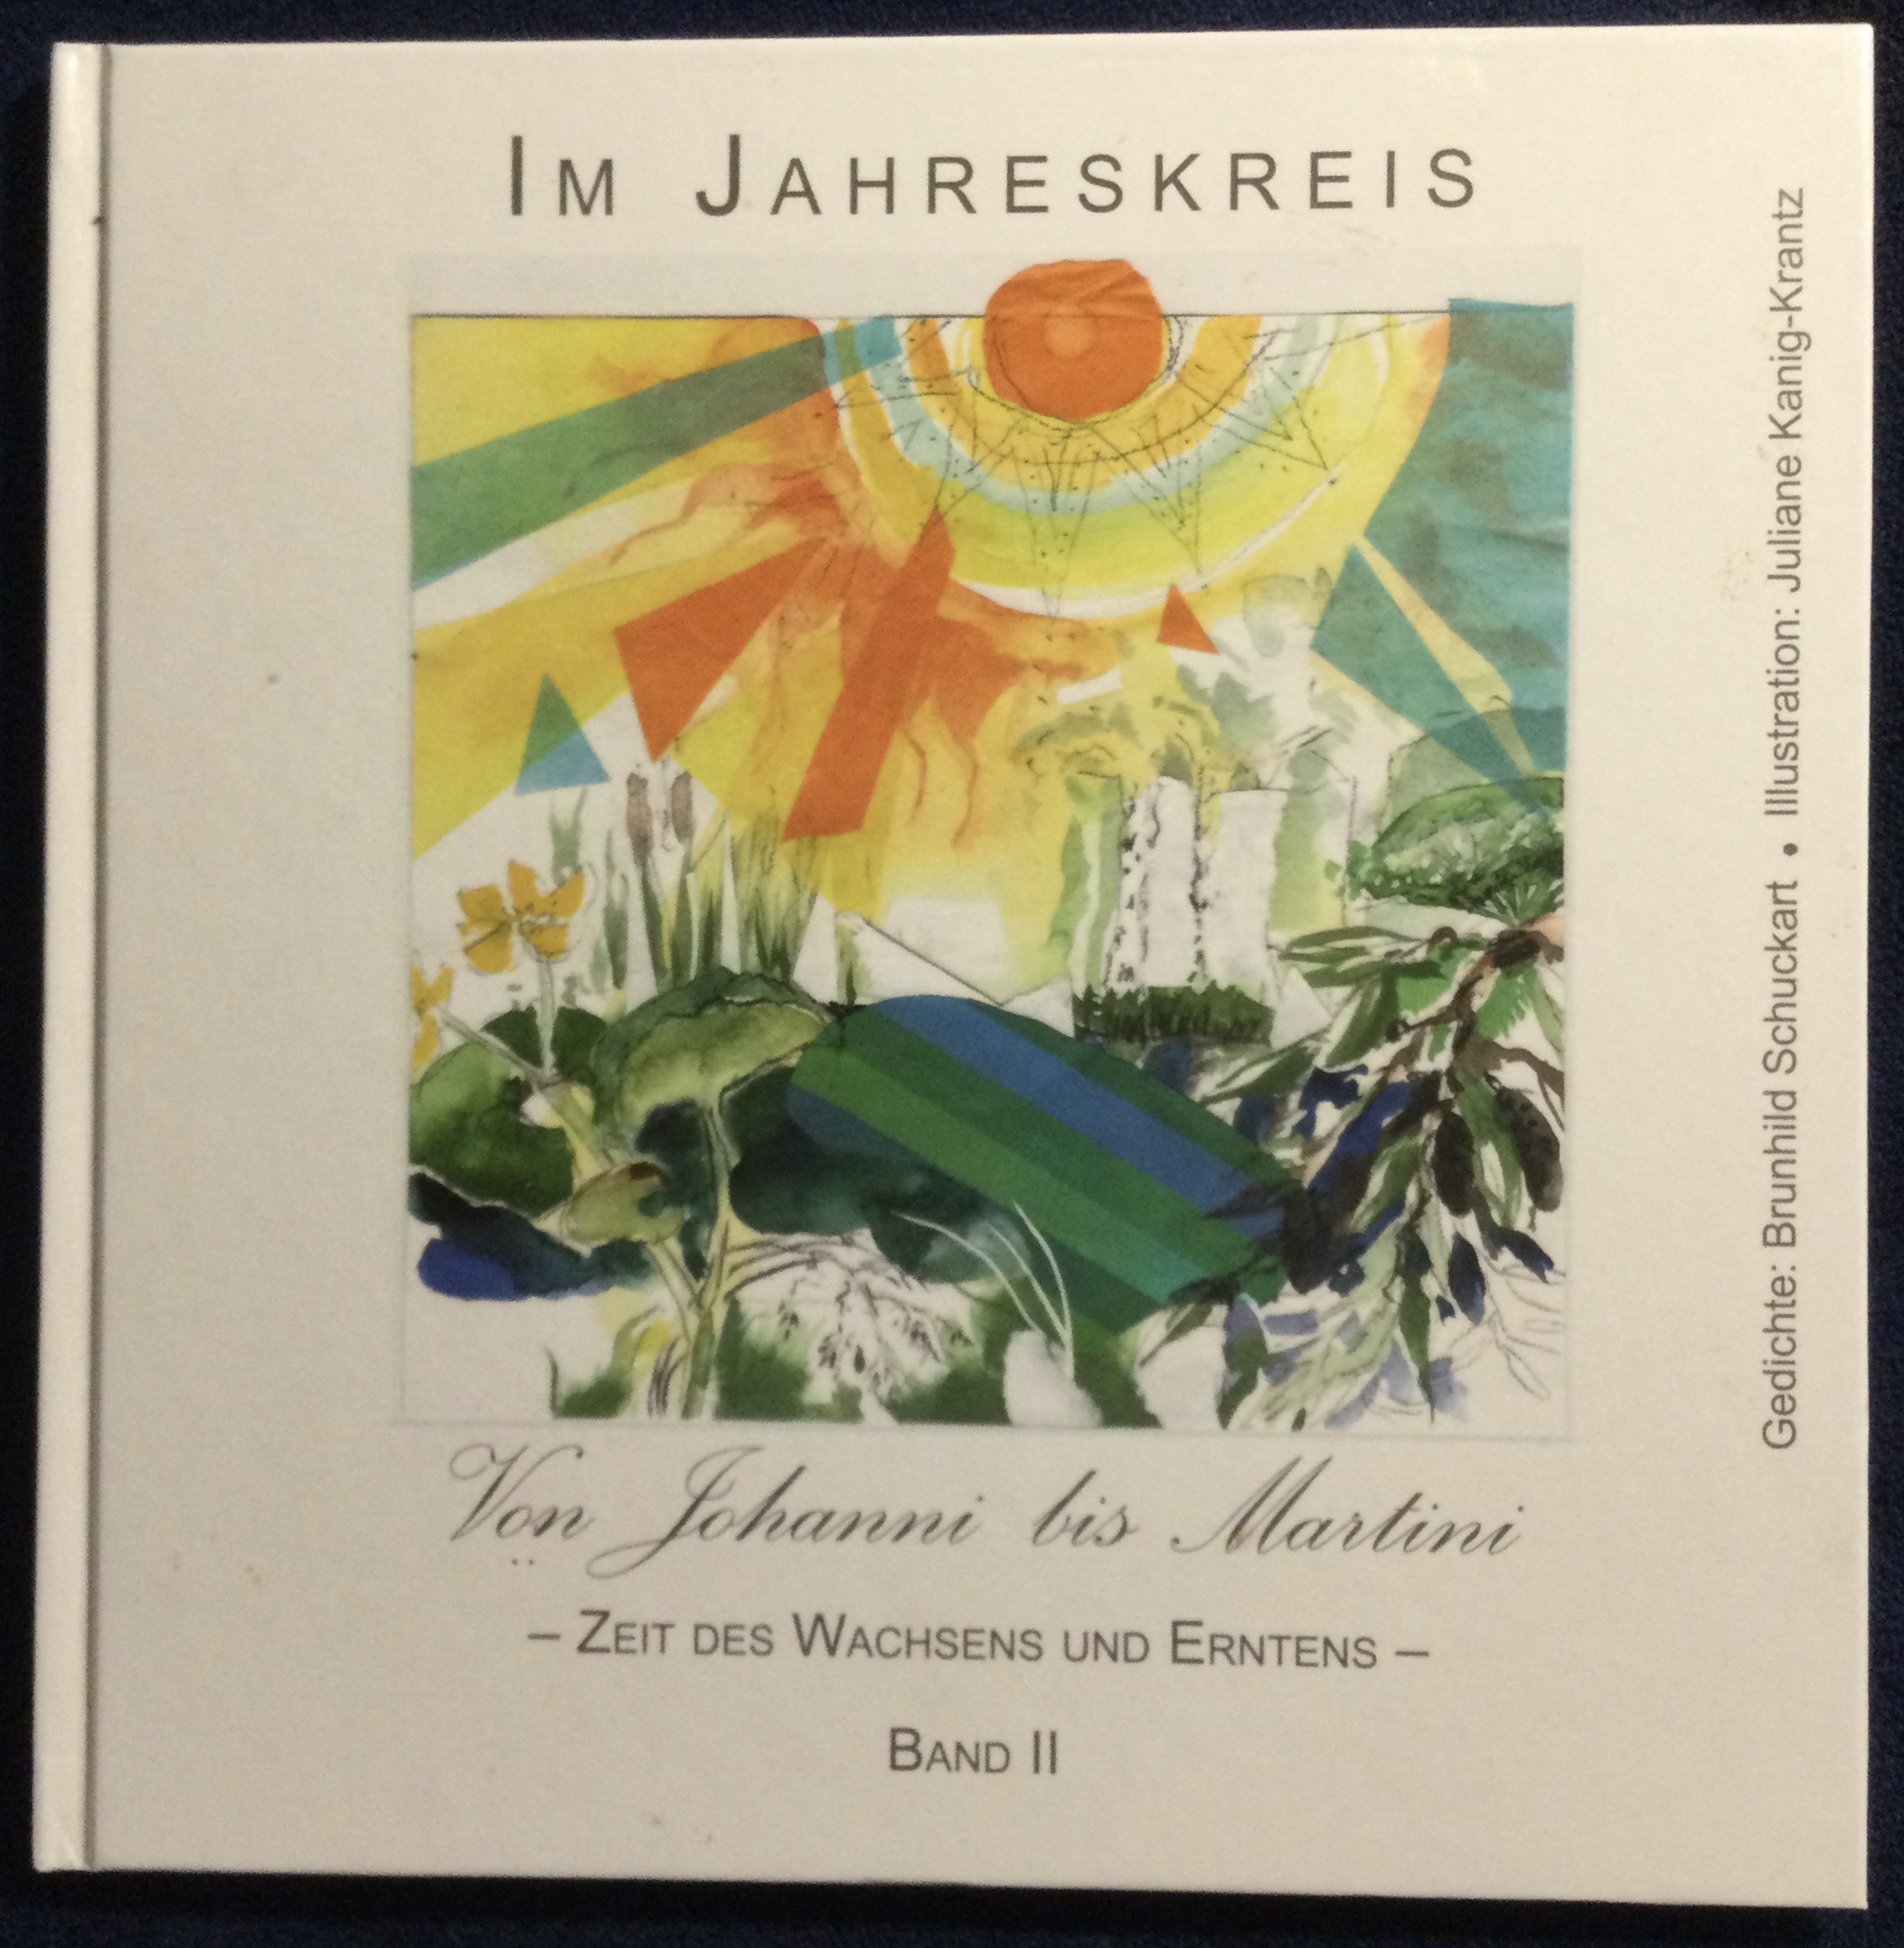 IM JAHRESKREIS
Von Johanni bis Martini
– ZEIT DES WACHSENS UND ERNTENS –
BAND II
Gedichte: Brunhild Schuckart • Illustration: Juliane Kanig-Krantz